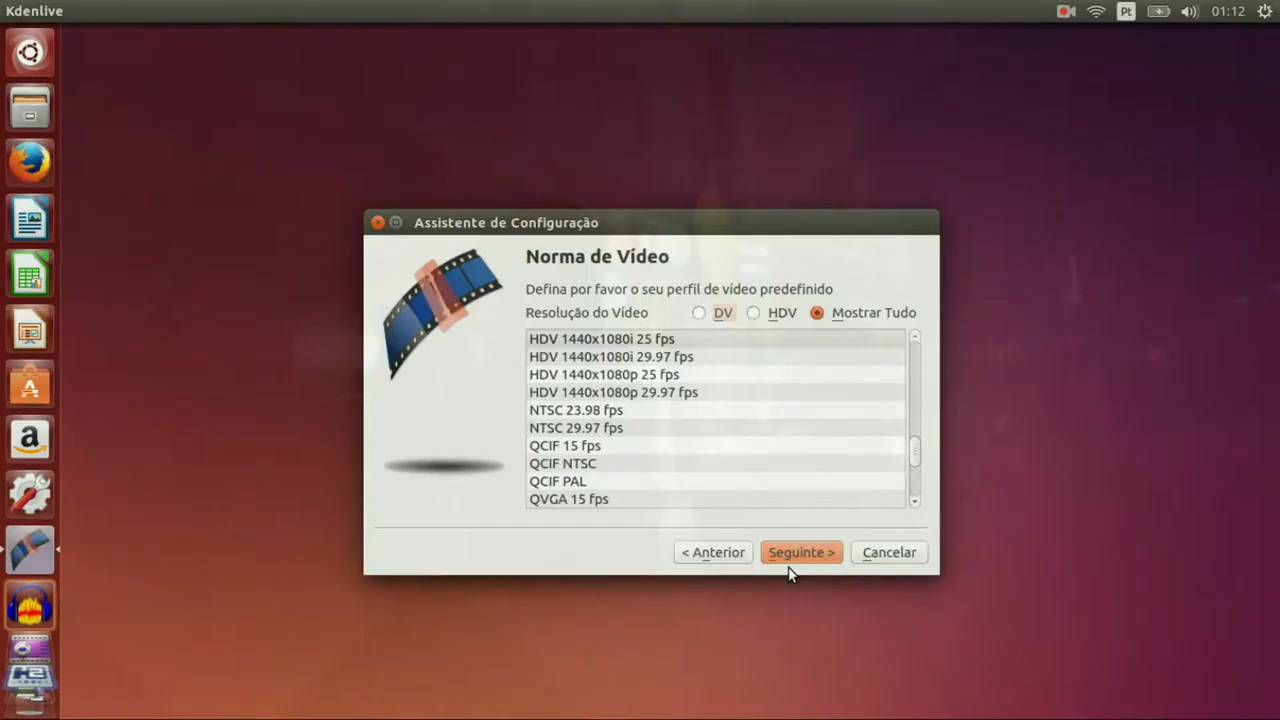 Kdenlive
Pt
01:12
Assistente de Configuração
Norma de Vídeo
Defina por favor o seu perfil de vídeo predefinido
Resolução do Vídeo DV HDV Mostrar Tudo
HDV 1440x1080i 25 fps
HDV 1440x1080i 29.97 fps
HDV 1440x1080p 25 fps
HDV 1440x1080p 29.97 fps
NTSC 23.98 fps
NTSC 29.97 fps
QCIF 15 fps
QCIF NTSC
QCIF PAL
QVGA 15 fps
< Anterior Seguinte > Cancelar
a
H2